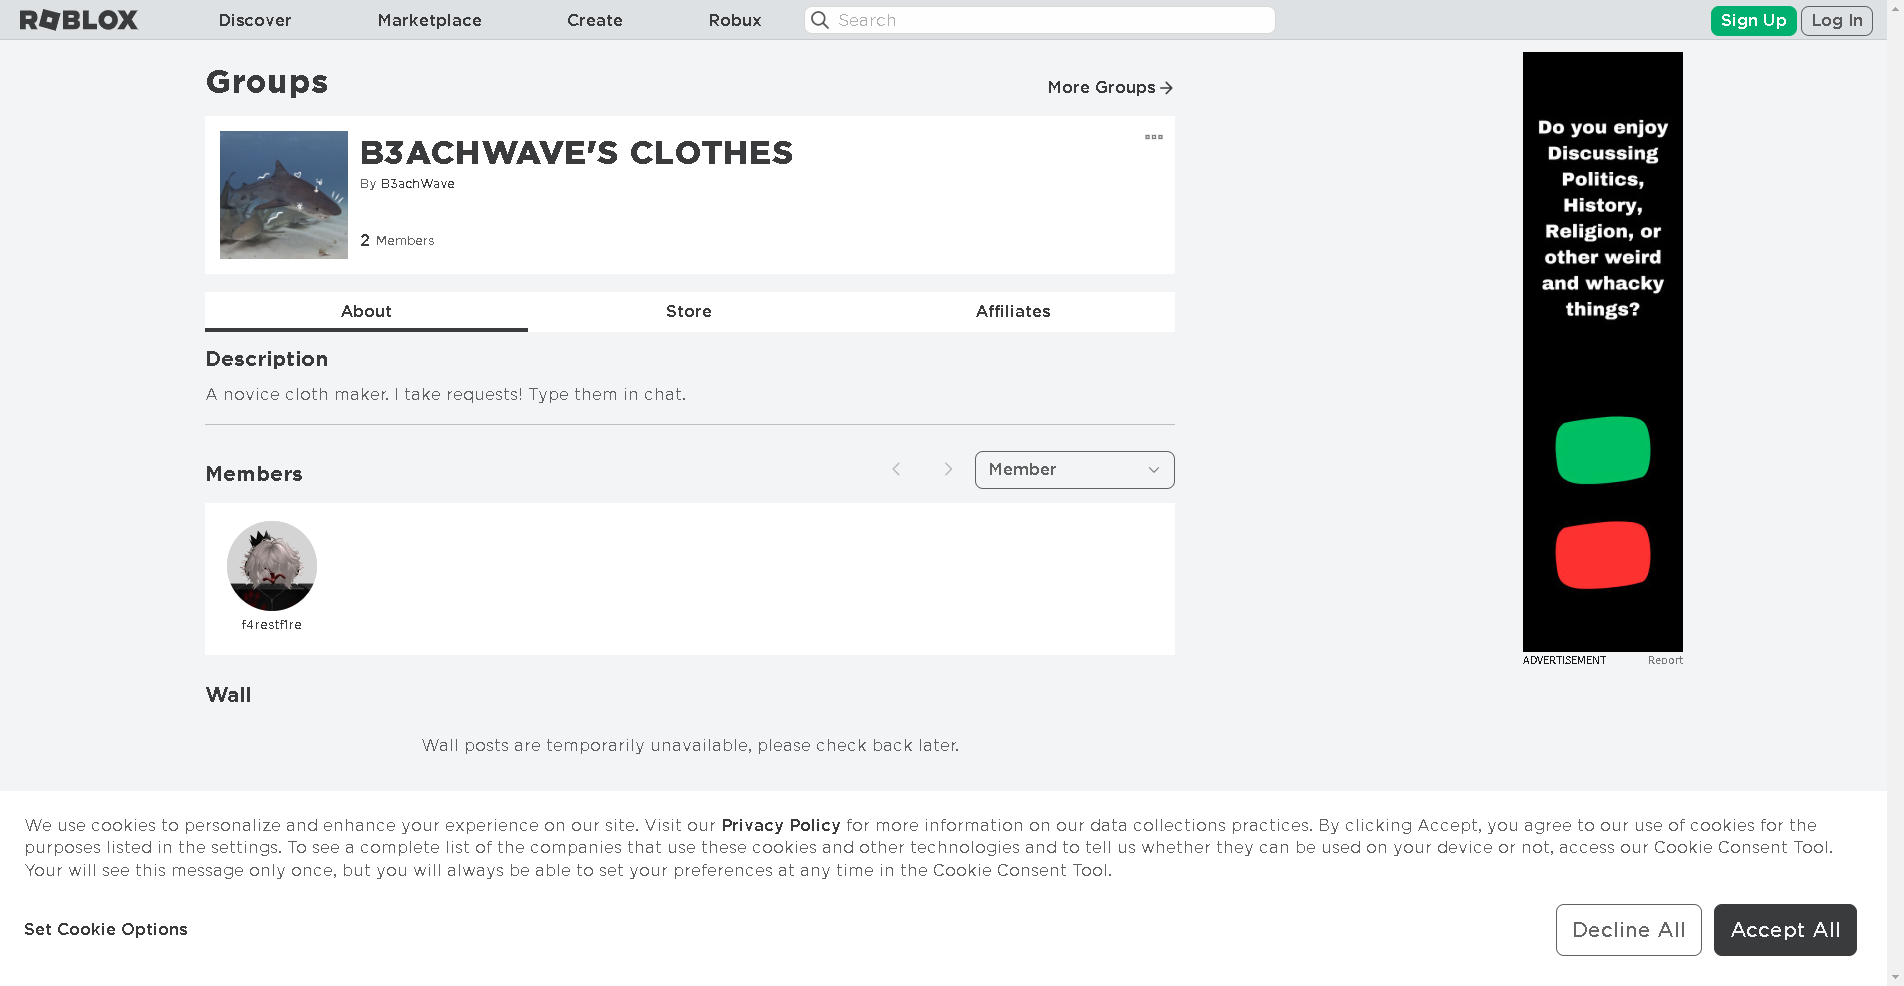 ROBLOX
Discover
Marketplace
Create
Robux
Search
Sign Up
Log In
Groups
More Groups
B3ACHWAVE'S CLOTHES
By B3achWave
2 Members
About
Store
Affiliates
Description
A novice cloth maker. I take requests! Type them in chat.
Members
Member
f4restf1re
Wall
Wall posts are temporarily unavailable, please check back later.
Do you enjoy
Discussing
Politics,
History,
Religion, or
other weird
and whacky
things?
ADVERTISEMENT
Report
We use cookies to personalize and enhance your experience on our site. Visit our Privacy Policy for more information on our data collections practices. By clicking Accept, you agree to our use of cookies for the
purposes listed in the settings. To see a complete list of the companies that use these cookies and other technologies and to tell us whether they can be used on your device or not, access our Cookie Consent Tool.
Your will see this message only once, but you will always be able to set your preferences at any time in the Cookie Consent Tool.
Set Cookie Options
Decline All
Accept All